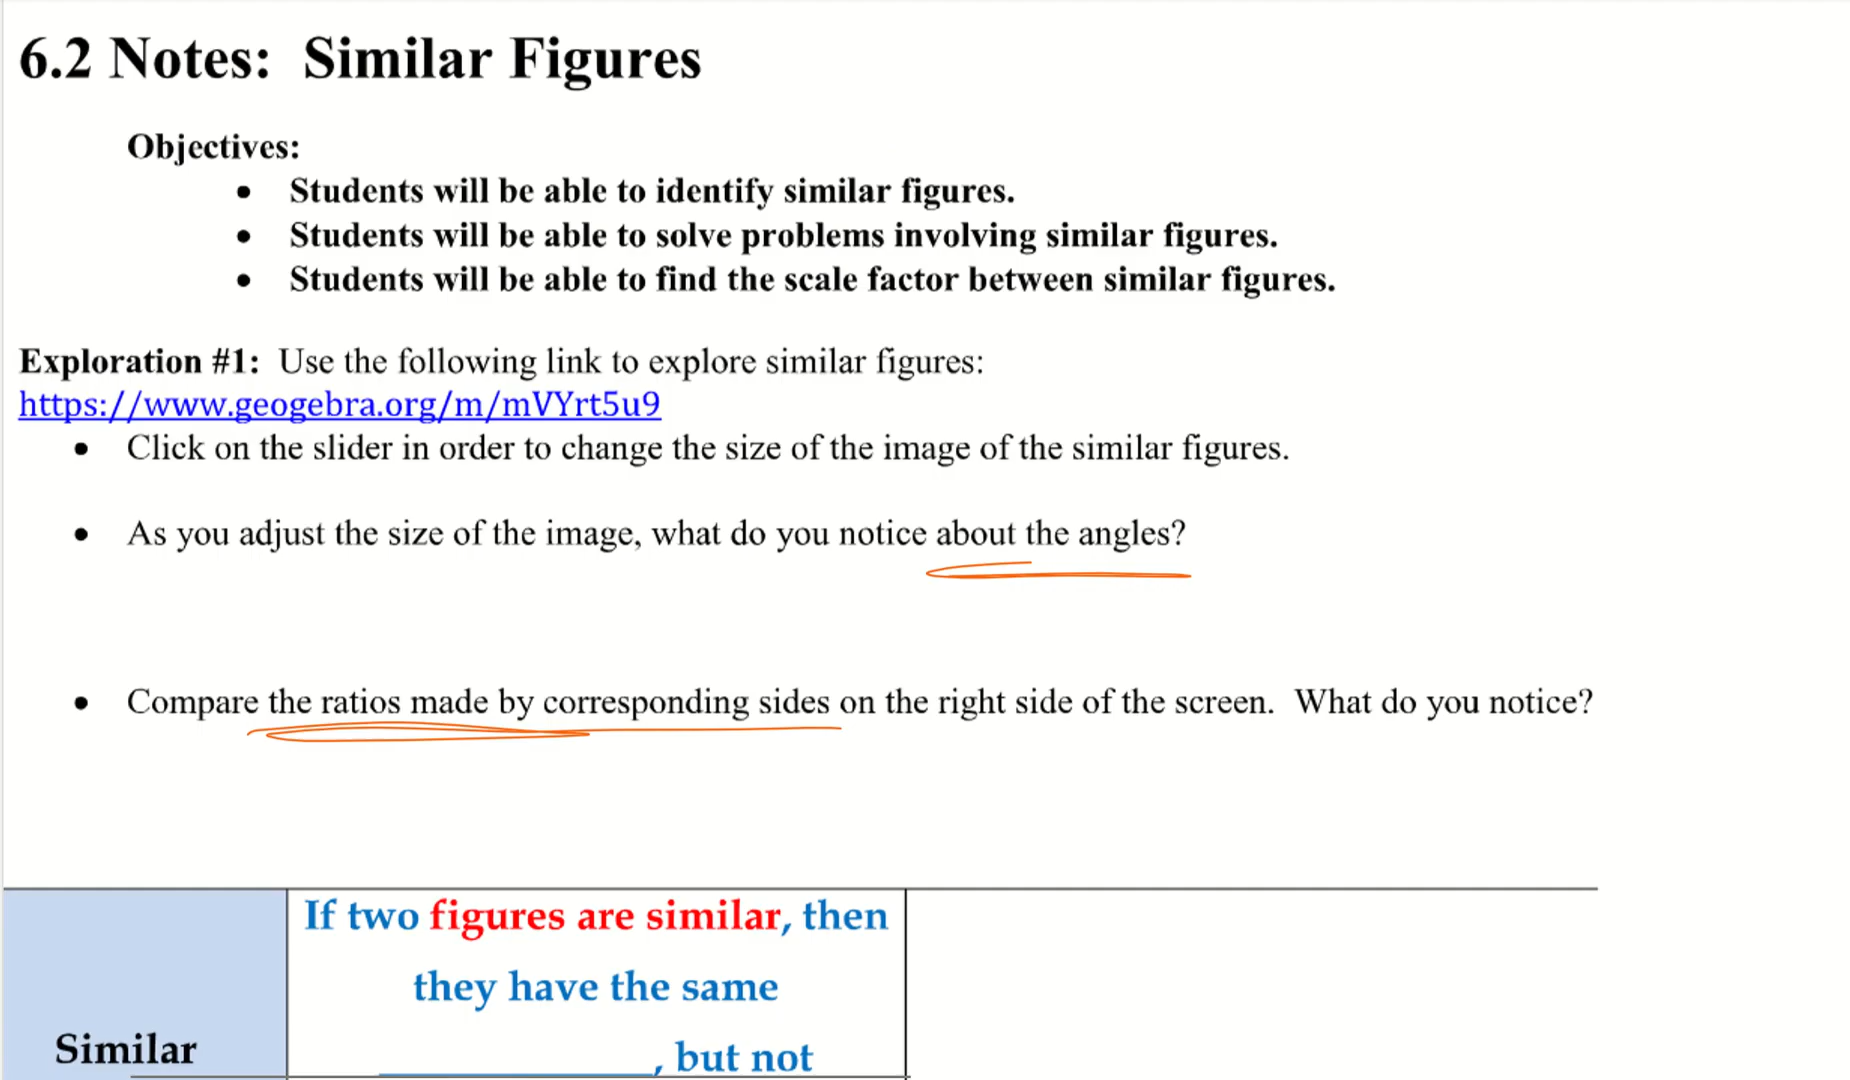 6.2 Notes: Similar Figures
Objectives:
• Students will be able to identify similar figures.
• Students will be able to solve problems involving similar figures.
• Students will be able to find the scale factor between similar figures.
Exploration #1: Use the following link to explore similar figures:
https://www.geogebra.org/m/mVYrt5u9
• Click on the slider in order to change the size of the image of the similar figures.
• As you adjust the size of the image, what do you notice about the angles?
• Compare the ratios made by corresponding sides on the right side of the screen. What do you notice?
If two figures are similar, then
they have the same
Similar
____________, but not